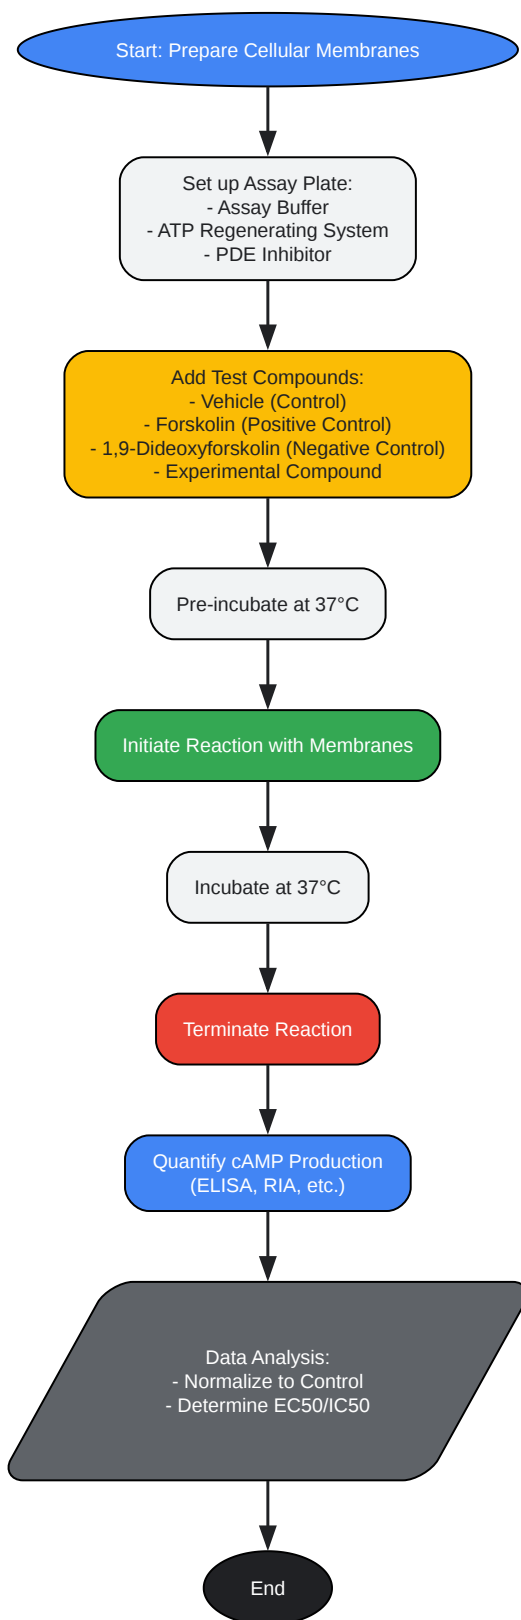 Start: Prepare Cellular Membranes
Set up Assay Plate:
- Assay Buffer
- ATP Regenerating System
- PDE Inhibitor
Add Test Compounds:
- Vehicle (Control)
- Forskolin (Positive Control)
- 1,9-Dideoxyforskolin (Negative Control)
- Experimental Compound
Pre-incubate at 37°C
Initiate Reaction with Membranes
Incubate at 37°C
Terminate Reaction
Quantify cAMP Production
(ELISA, RIA, etc.)
Data Analysis:
- Normalize to Control
- Determine EC50/IC50
End